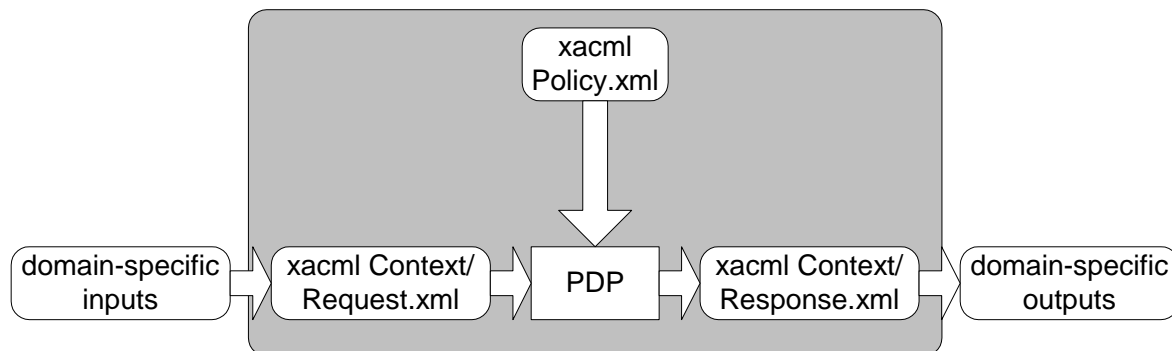 xacml
Policy.xml
domain-specific
inputs
xacml Context/
Request.xml
PDP
xacml Context/
Response.xml
domain-specific
outputs